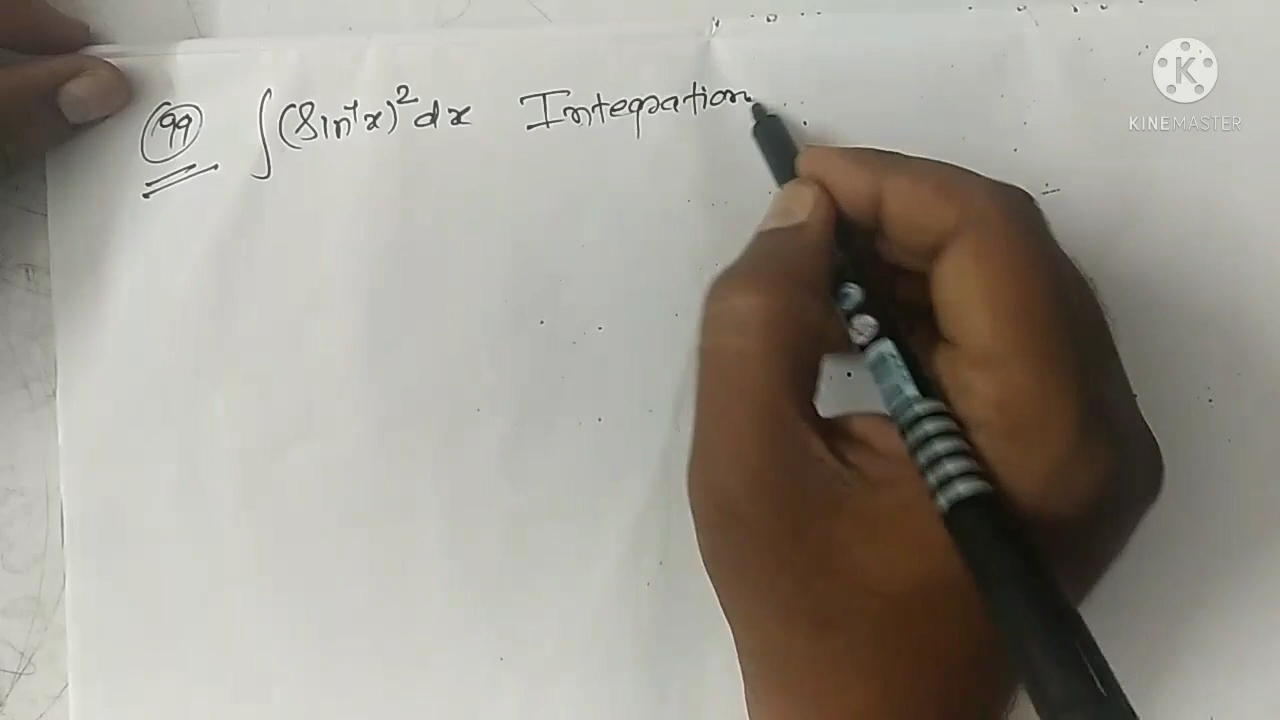 99 ∫(Sin⁻¹x)² dx Integration
K
KINEMASTER